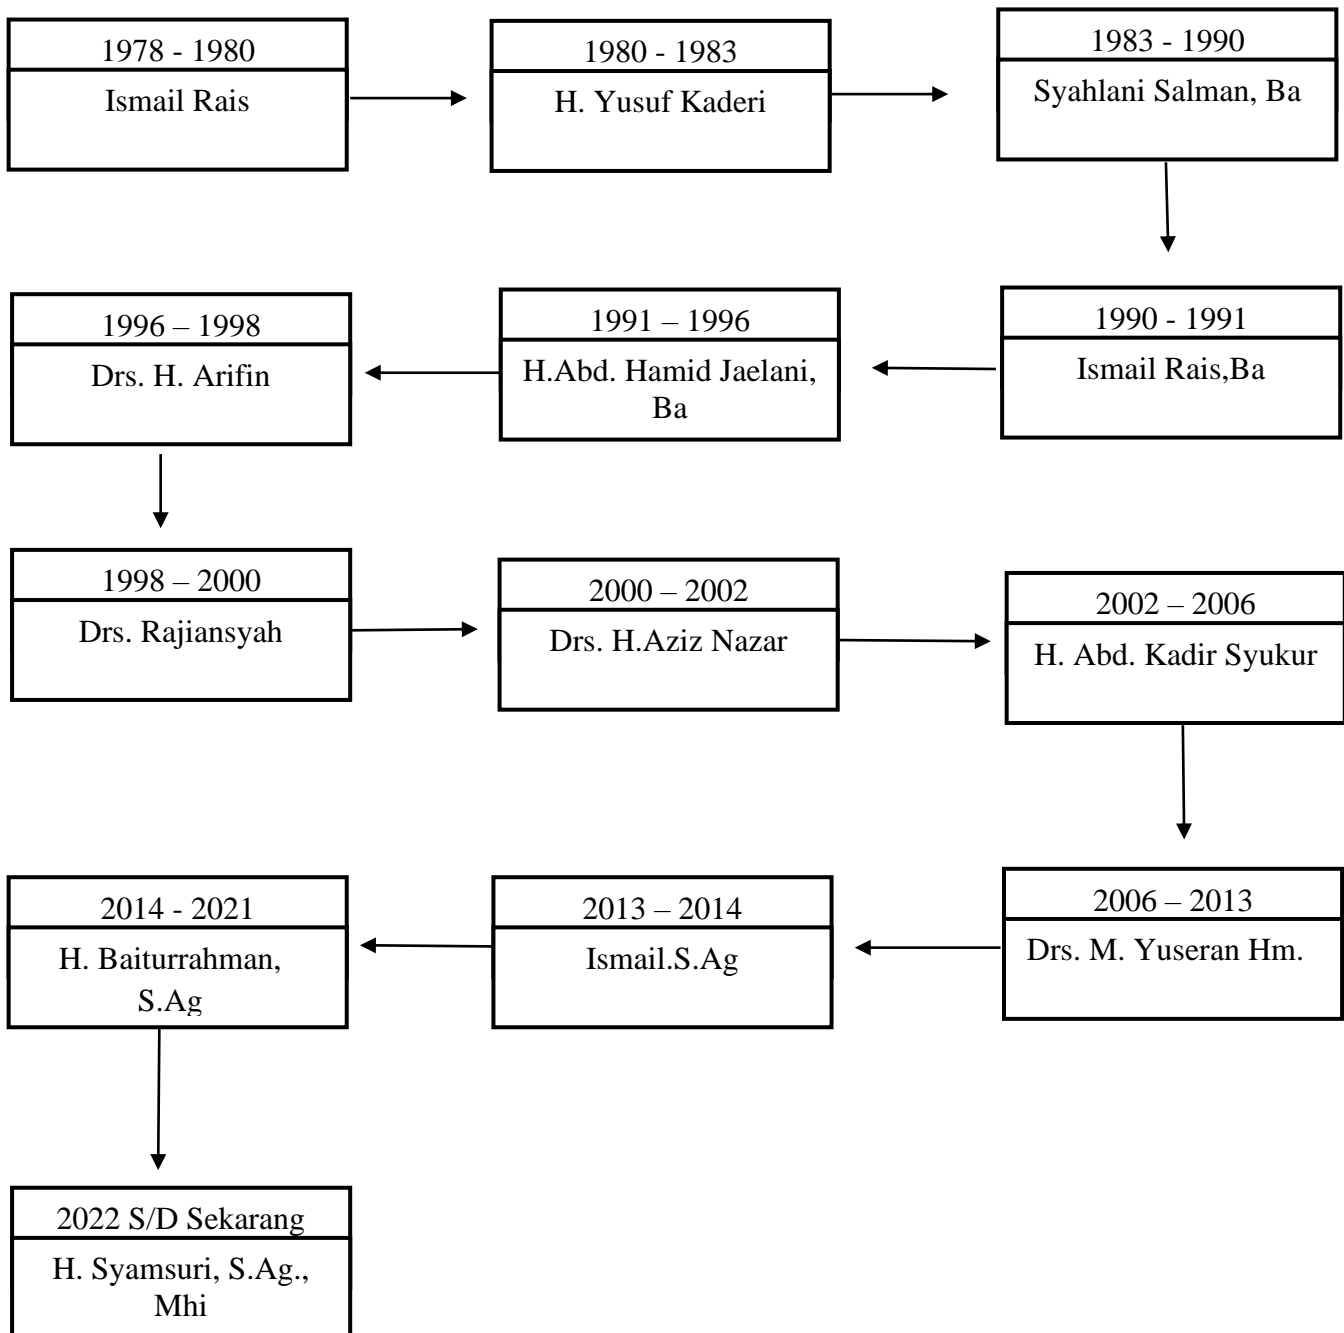 1978 - 1980
Ismail Rais
1980 - 1983
H. Yusuf Kaderi
1983 - 1990
Syahlani Salman, Ba
1990 - 1991
Ismail Rais,Ba
1991 – 1996
H.Abd. Hamid Jaelani,
Ba
1996 – 1998
Drs. H. Arifin
1998 – 2000
Drs. Rajiansyah
2000 – 2002
Drs. H.Aziz Nazar
2002 – 2006
H. Abd. Kadir Syukur
2006 – 2013
Drs. M. Yuseran Hm.
2013 – 2014
Ismail.S.Ag
2014 - 2021
H. Baiturrahman,
S.Ag
2022 S/D Sekarang
H. Syamsuri, S.Ag.,
Mhi